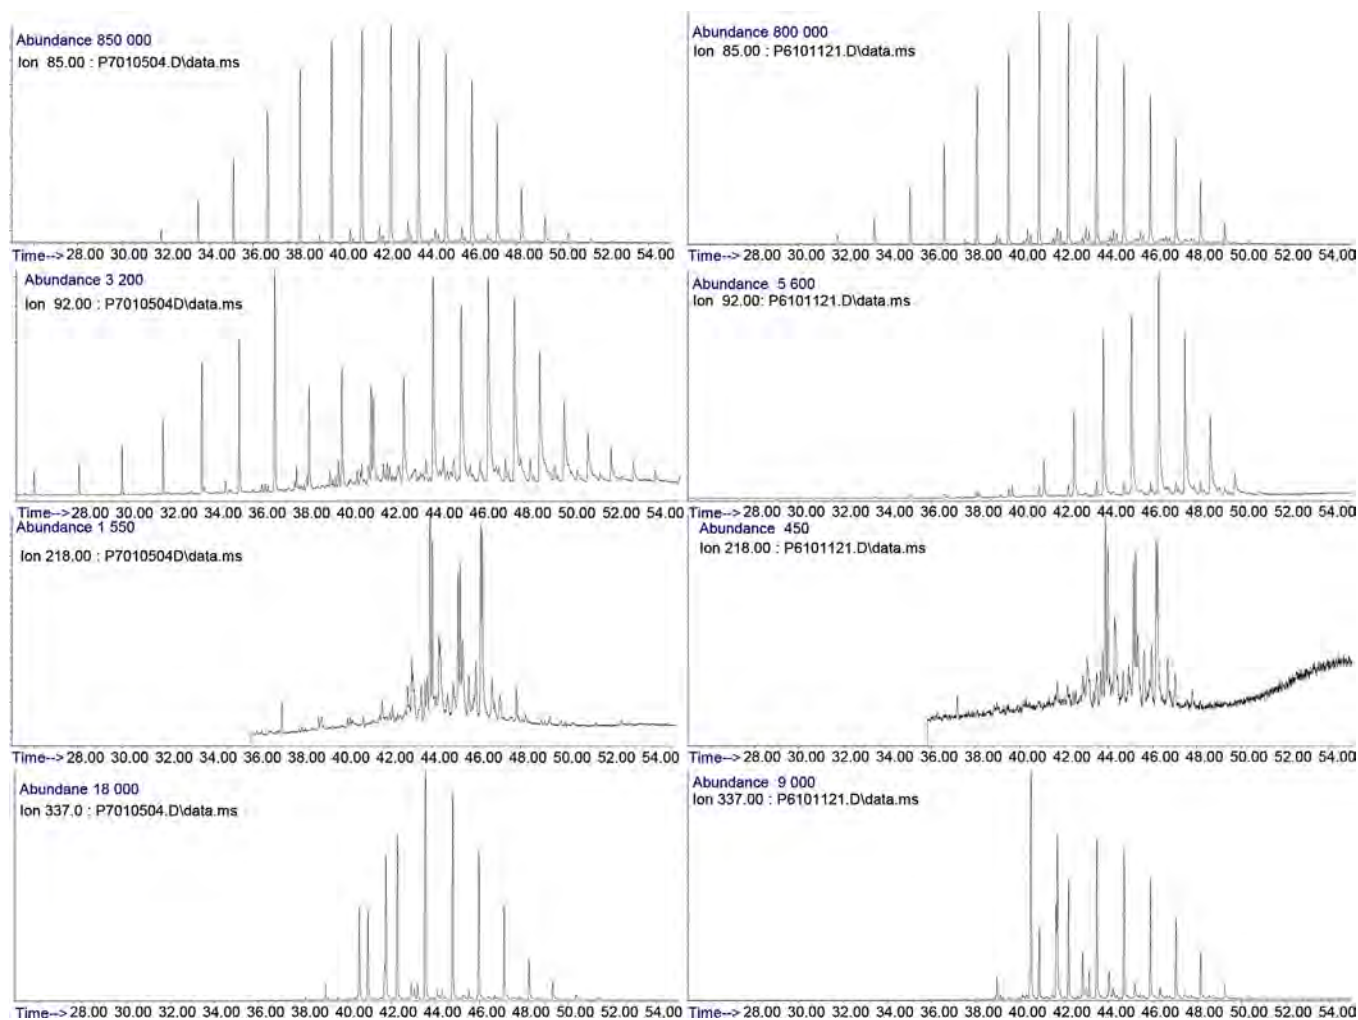 Abundance 850 000
Ion 85.00 : P7010504.D\data.ms
Time--> 28.00 30.00 32.00 34.00 36.00 38.00 40.00 42.00 44.00 46.00 48.00 50.00 52.00 54.00
Abundance 800 000
Ion 85.00 : P6101121.D\data.ms
Time--> 28.00 30.00 32.00 34.00 36.00 38.00 40.00 42.00 44.00 46.00 48.00 50.00 52.00 54.00
Abundance 3 200
Ion 92.00 : P7010504D\data.ms
Time--> 28.00 30.00 32.00 34.00 36.00 38.00 40.00 42.00 44.00 46.00 48.00 50.00 52.00 54.00
Abundance 5 600
Ion 92.00: P6101121.D\data.ms
Time--> 28.00 30.00 32.00 34.00 36.00 38.00 40.00 42.00 44.00 46.00 48.00 50.00 52.00 54.00
Abundance 1 550
Ion 218.00 : P7010504D\data.ms
Time--> 28.00 30.00 32.00 34.00 36.00 38.00 40.00 42.00 44.00 46.00 48.00 50.00 52.00 54.00
Abundance 450
Ion 218.00 : P6101121.D\data.ms
Time--> 28.00 30.00 32.00 34.00 36.00 38.00 40.00 42.00 44.00 46.00 48.00 50.00 52.00 54.00
Abundane 18 000
Ion 337.0 : P7010504.D\data.ms
Time--> 28.00 30.00 32.00 34.00 36.00 38.00 40.00 42.00 44.00 46.00 48.00 50.00 52.00 54.00
Abundance 9 000
Ion 337.00 : P6101121.D\data.ms
Time--> 28.00 30.00 32.00 34.00 36.00 38.00 40.00 42.00 44.00 46.00 48.00 50.00 52.00 54.00